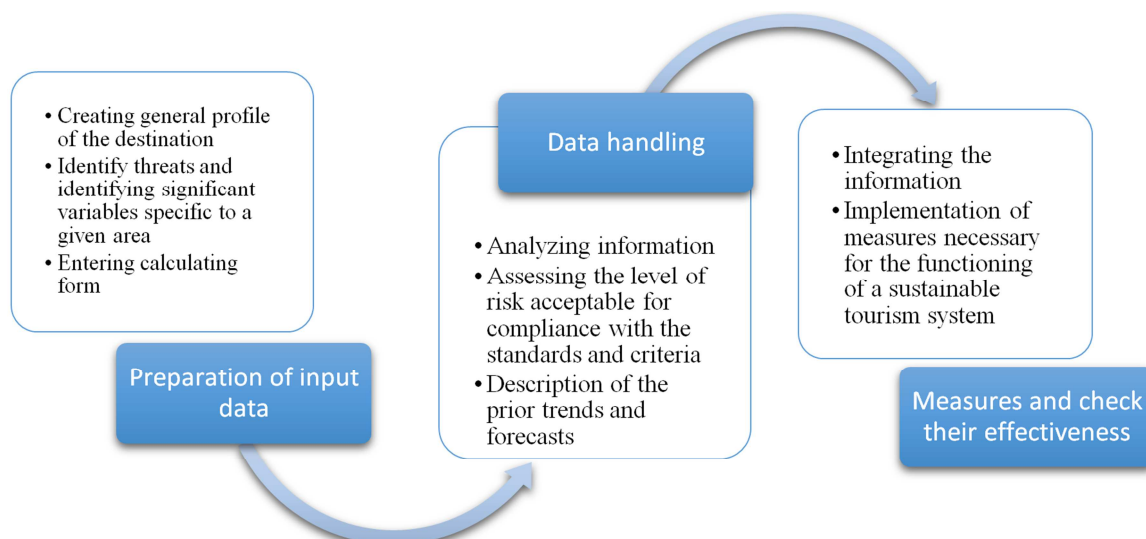 • Creating general profile
of the destination
• Identify threats and
identifying significant
variables specific to a
given area
• Entering calculating
form
Preparation of input
data
Data handling
• Analyzing information
• Assessing the level of
risk acceptable for
compliance with the
standards and criteria
• Description of the
prior trends and
forecasts
• Integrating the
information
• Implementation of
measures necessary
for the functioning
of a sustainable
tourism system
Measures and check
their effectiveness